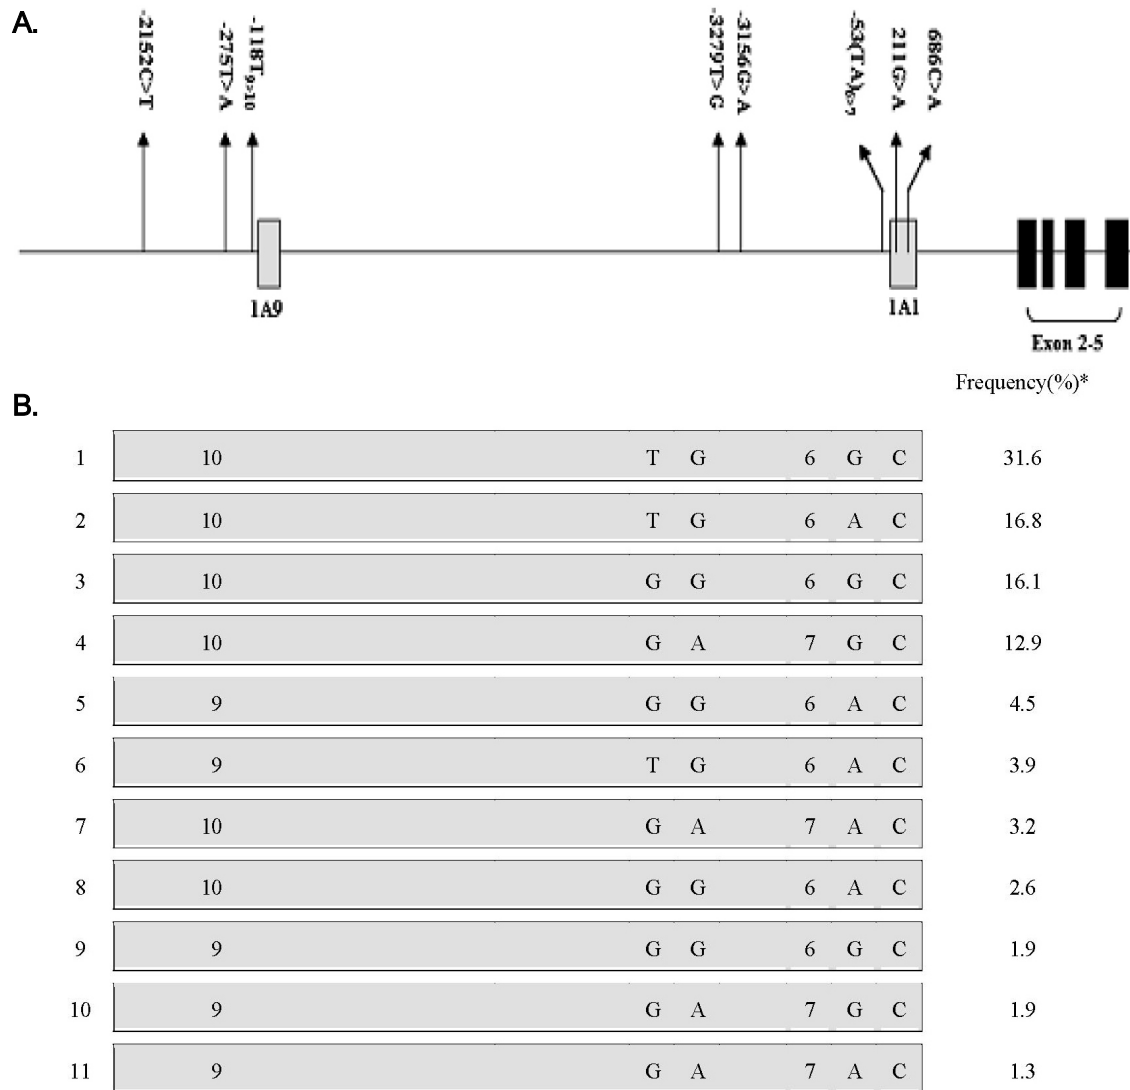 A.
-2152C>T
-275T>A
-118T9>10
-3279T>G
-3156G>A
-53(TA)6>7
211G>A
686C>A
1A9
1A1
Exon 2-5
Frequency(%)*
B.
1 10 T G 6 G C 31.6
2 10 T G 6 A C 16.8
3 10 G G 6 G C 16.1
4 10 G A 7 G C 12.9
5 9 G G 6 A C 4.5
6 9 T G 6 A C 3.9
7 10 G A 7 A C 3.2
8 10 G G 6 A C 2.6
9 9 G G 6 G C 1.9
10 9 G A 7 G C 1.9
11 9 G A 7 A C 1.3